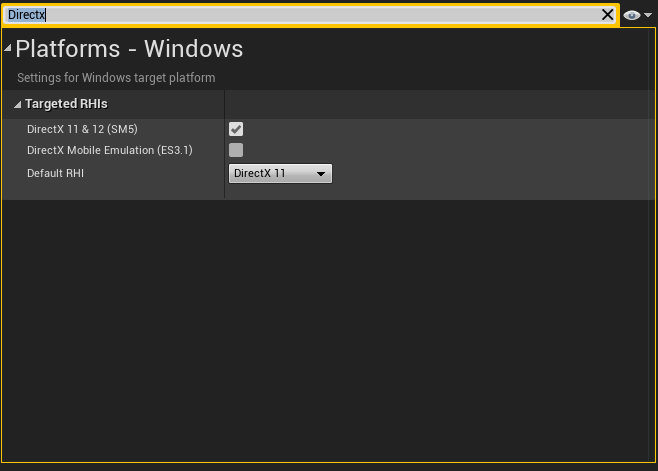 Directx
Platforms - Windows
Settings for Windows target platform
Targeted RHIs
DirectX 11 & 12 (SM5)
DirectX Mobile Emulation (ES3.1)
Default RHI DirectX 11